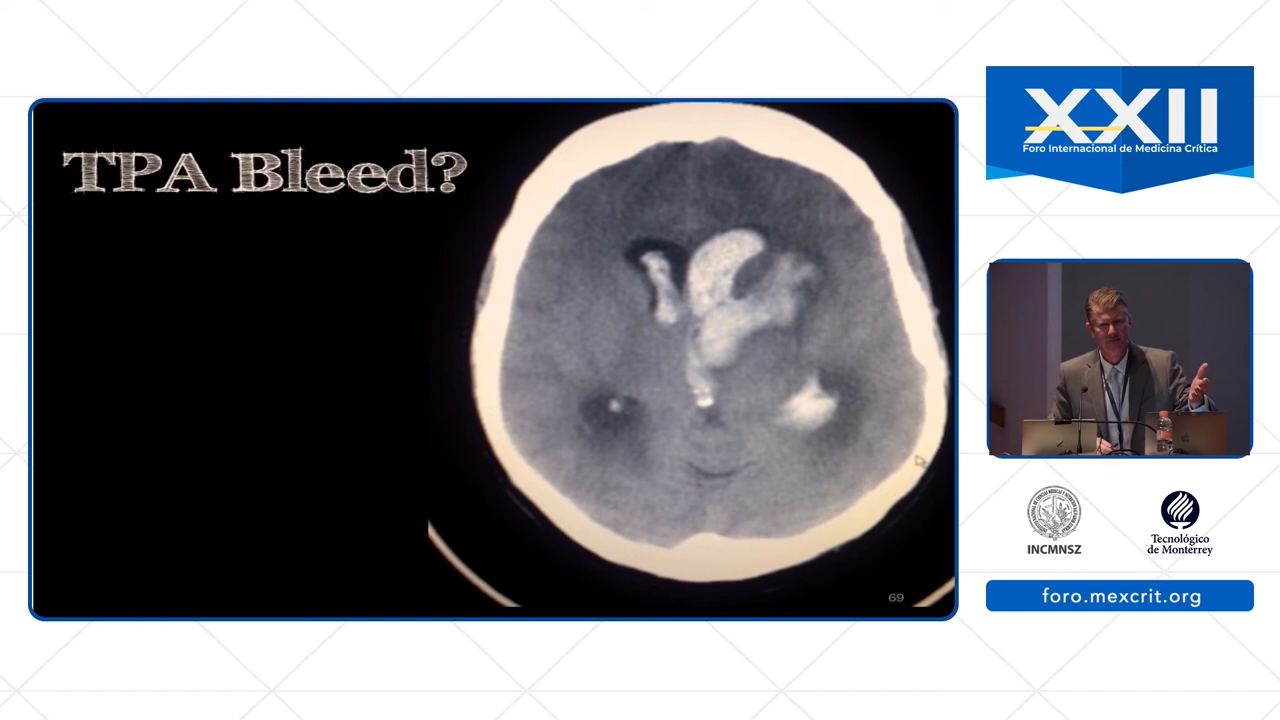 TPA Bleed?
69
XXII
Foro Internacional de Medicina Crítica
INCMNSZ
Tecnológico
de Monterrey
foro.mexcrit.org